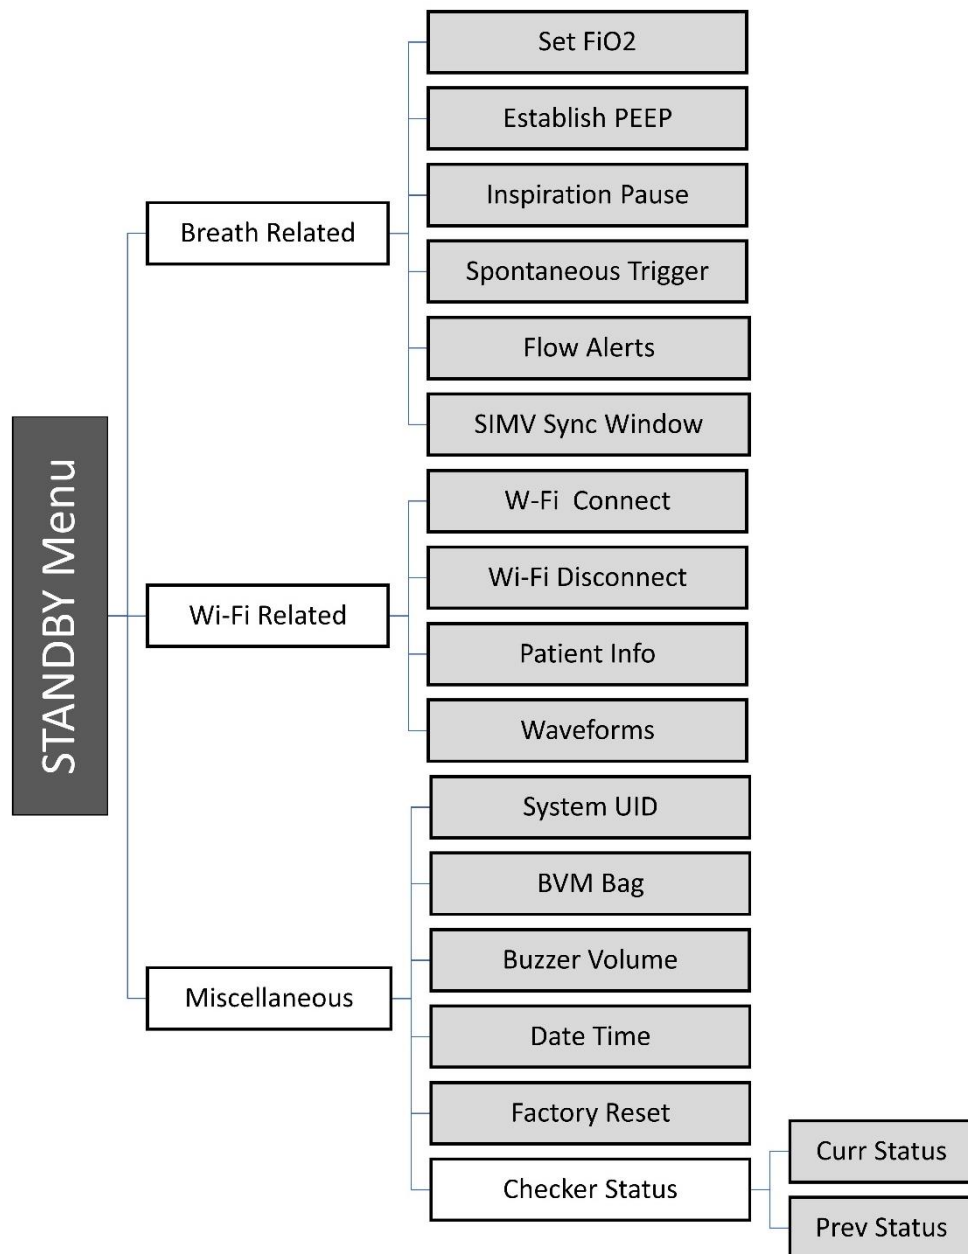 STANDBY Menu
Breath Related
Set FiO2
Establish PEEP
Inspiration Pause
Spontaneous Trigger
Flow Alerts
SIMV Sync Window
Wi-Fi Related
W-Fi  Connect
Wi-Fi Disconnect
Patient Info
Waveforms
Miscellaneous
System UID
BVM Bag
Buzzer Volume
Date Time
Factory Reset
Checker Status
Curr Status
Prev Status